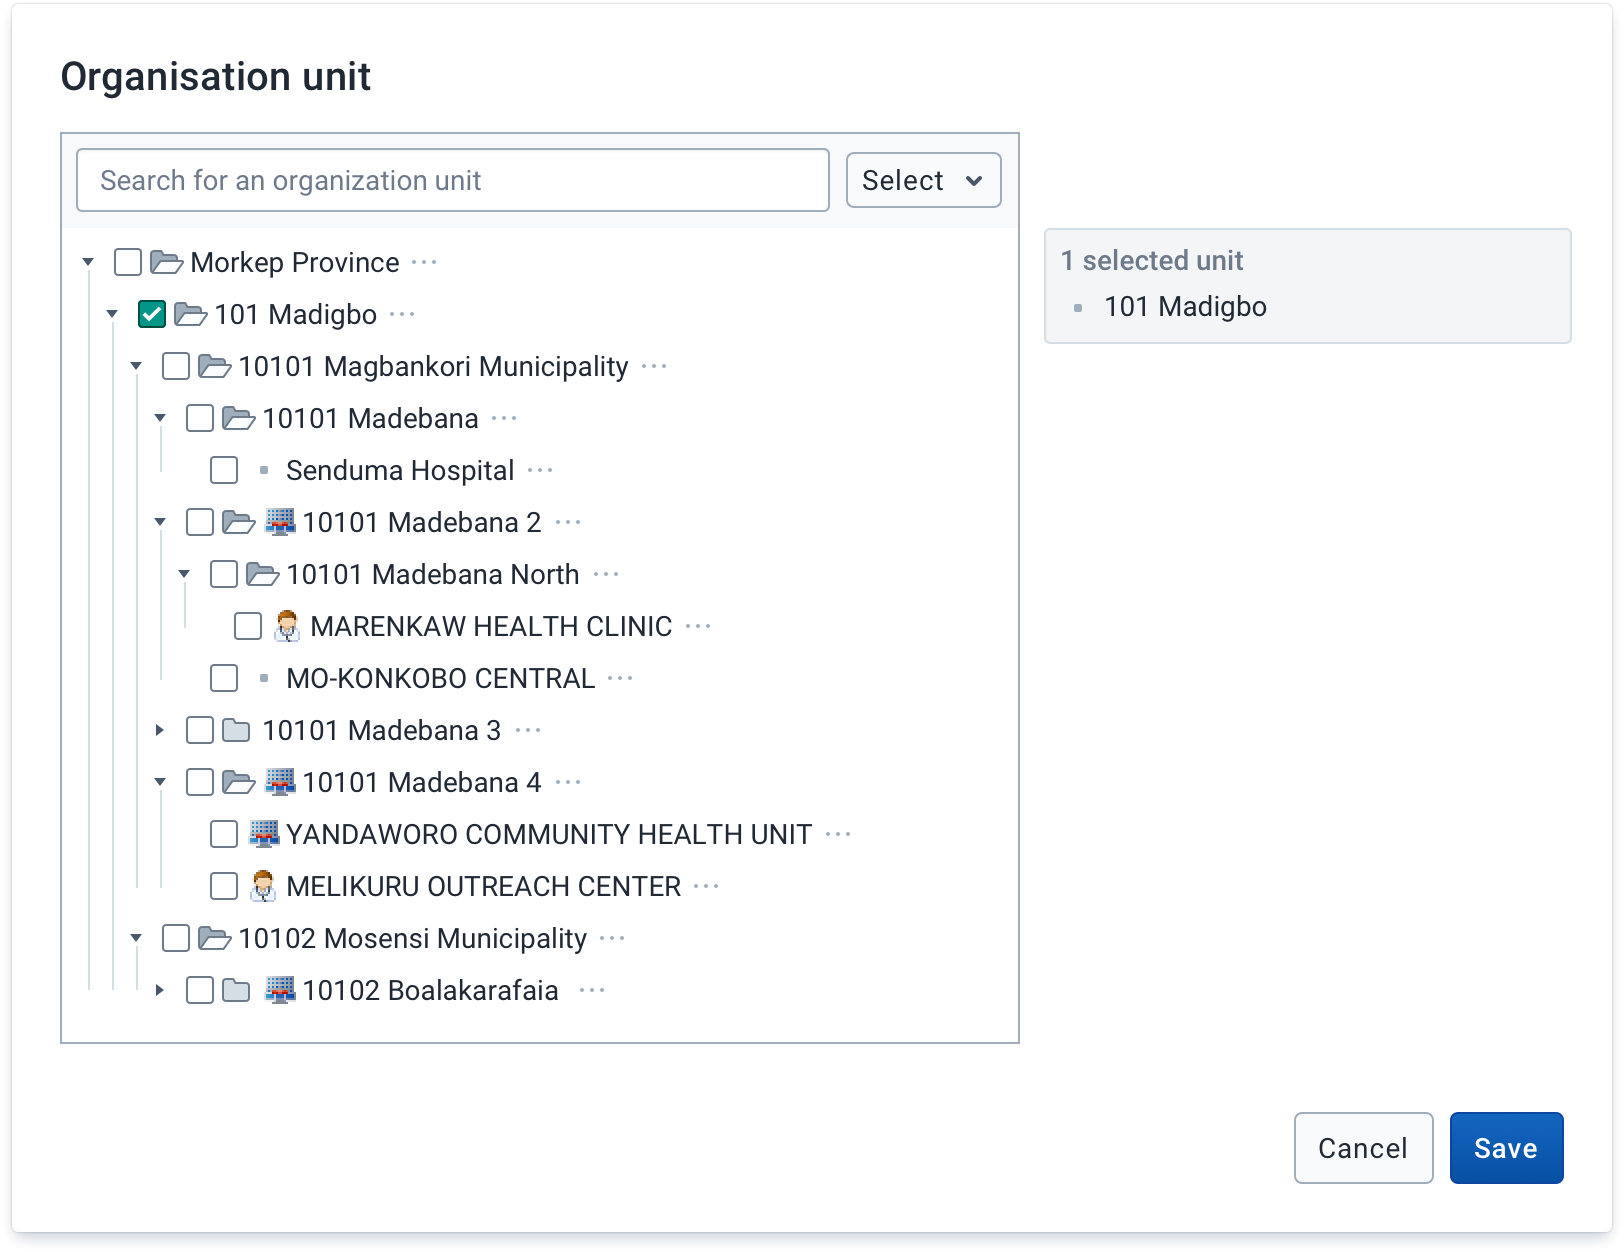 Organisation unit
Search for an organization unit
Select
Morkep Province ...
101 Madigbo ...
10101 Magbankori Municipality ...
10101 Madebana ...
Senduma Hospital ...
10101 Madebana 2 ...
10101 Madebana North ...
MARENKAW HEALTH CLINIC ...
MO-KONKOBO CENTRAL ...
10101 Madebana 3 ...
10101 Madebana 4 ...
YANDAWORO COMMUNITY HEALTH UNIT ...
MELIKURU OUTREACH CENTER ...
10102 Mosensi Municipality ...
10102 Boalakarafaia ...
1 selected unit
101 Madigbo
Cancel
Save